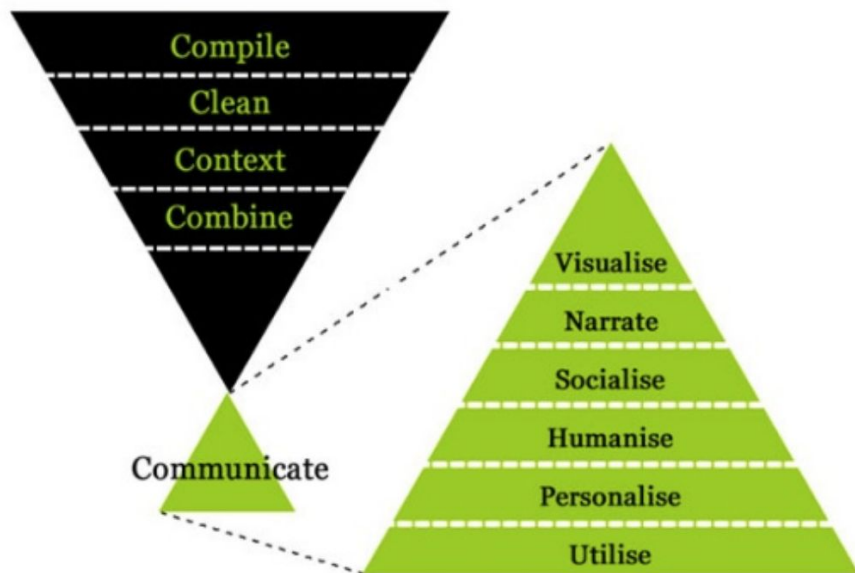 Compile
Clean
Context
Combine
Communicate
Visualise
Narrate
Socialise
Humanise
Personalise
Utilise